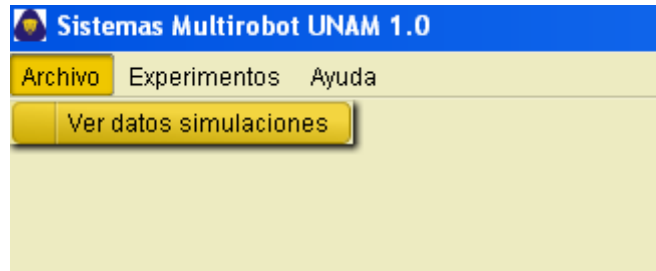 Sistemas Multirobot UNAM 1.0
Archivo Experimentos Ayuda
Ver datos simulaciones